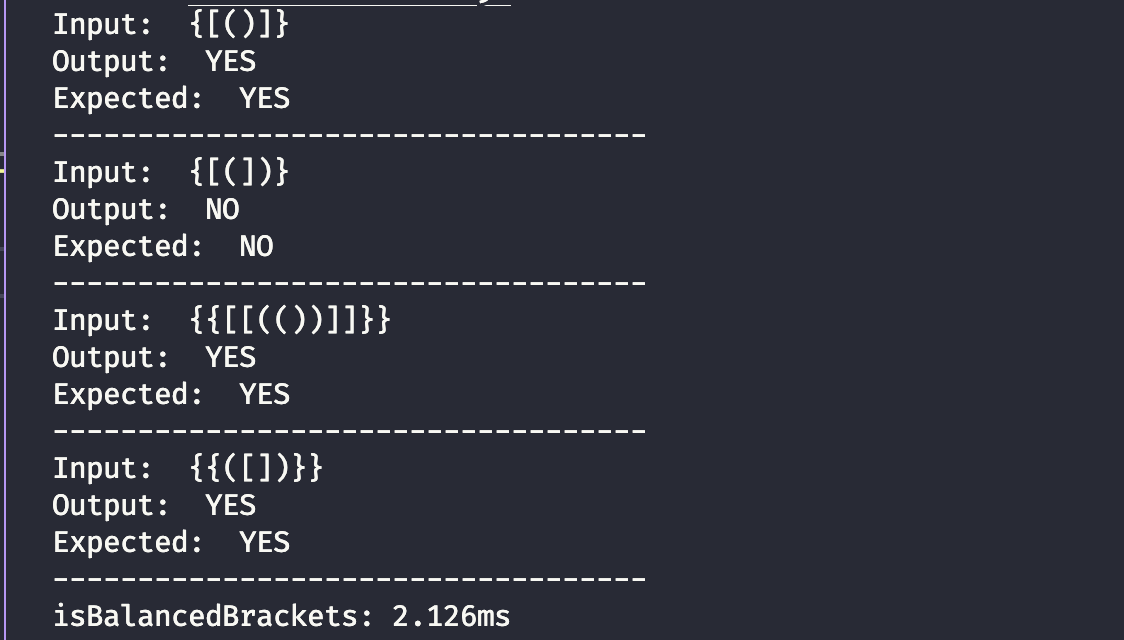 Input:  {[()]}
Output:  YES
Expected:  YES
-----------------------------------
Input:  {[(])}
Output:  NO
Expected:  NO
-----------------------------------
Input:  {{[[(())]]}}
Output:  YES
Expected:  YES
-----------------------------------
Input:  {{([])}}
Output:  YES
Expected:  YES
-----------------------------------
isBalancedBrackets: 2.126ms